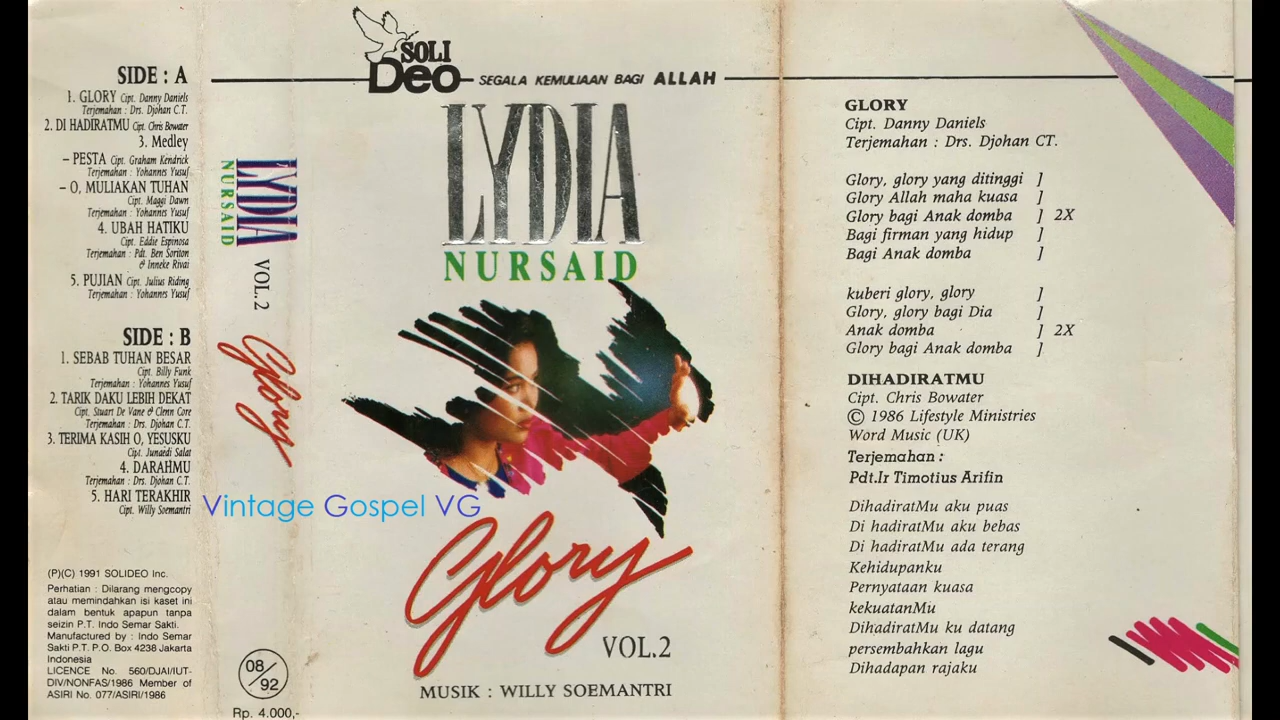 SIDE : A
1. GLORY Cipt. Danny Daniels
Terjemahan : Drs. Djohan C.T.
2. DI HADIRATMU Cipt. Chris Bowater
3. Medley
– PESTA Cipt. Graham Kendrick
Terjemahan : Yohannes Yusuf
– O, MULIAKAN TUHAN
Cipt. Maggi Dawn
Terjemahan : Yohannes Yusuf
4. UBAH HATIKU
Cipt. Eddie Espinosa
Terjemahan : Pdt. Ben Soriton
& Inneke Rivai
5. PUJIAN Cipt. Julius Riding
Terjemahan : Yohannes Yusuf
SIDE : B
1. SEBAB TUHAN BESAR
Cipt. Billy Funk
Terjemahan : Yohannes Yusuf
2. TARIK DAKU LEBIH DEKAT
Cipt. Stuart De Vane & Glenn Core
Terjemahan : Drs. Djohan C.T.
3. TERIMA KASIH O, YESUSKU
Cipt. Junaedi Salat
4. DARAHMU
Terjemahan : Drs. Djohan C.T.
5. HARI TERAKHIR
Cipt. Willy Soemantri
(P)(C) 1991 SOLIDEO Inc.
Perhatian : Dilarang mengcopy
atau memindahkan isi kaset ini
dalam bentuk apapun tanpa
seizin P.T. Indo Semar Sakti.
Manufactured by : Indo Semar
Sakti P.T. P.O. Box 4238 Jakarta
Indonesia
LICENCE No. 560/DJAI/IUT-
DIV/NONFAS/1986 Member of
ASIRI No. 077/ASIRI/1986
LYDIA
NURSAID
VOL.2
Glory
08/92
Rp. 4.000,-
SOLI
Deo
SEGALA KEMULIAAN BAGI ALLAH
LYDIA
NURSAID
Vintage Gospel VG
Glory
VOL.2
MUSIK : WILLY SOEMANTRI
GLORY
Cipt. Danny Daniels
Terjemahan : Drs. Djohan CT.
Glory, glory yang ditinggi ]
Glory Allah maha kuasa ]
Glory bagi Anak domba ] 2X
Bagi firman yang hidup ]
Bagi Anak domba ]
kuberi glory, glory ]
Glory, glory bagi Dia ]
Anak domba ] 2X
Glory bagi Anak domba ]
DIHADIRATMU
Cipt. Chris Bowater
© 1986 Lifestyle Ministries
Word Music (UK)
Terjemahan :
Pdt.Ir Timotius Arifin
DihadiratMu aku puas
Di hadiratMu aku bebas
Di hadiratMu ada terang
Kehidupanku
Pernyataan kuasa
kekuatanMu
DihadiratMu ku datang
persembahkan lagu
Dihadapan rajaku